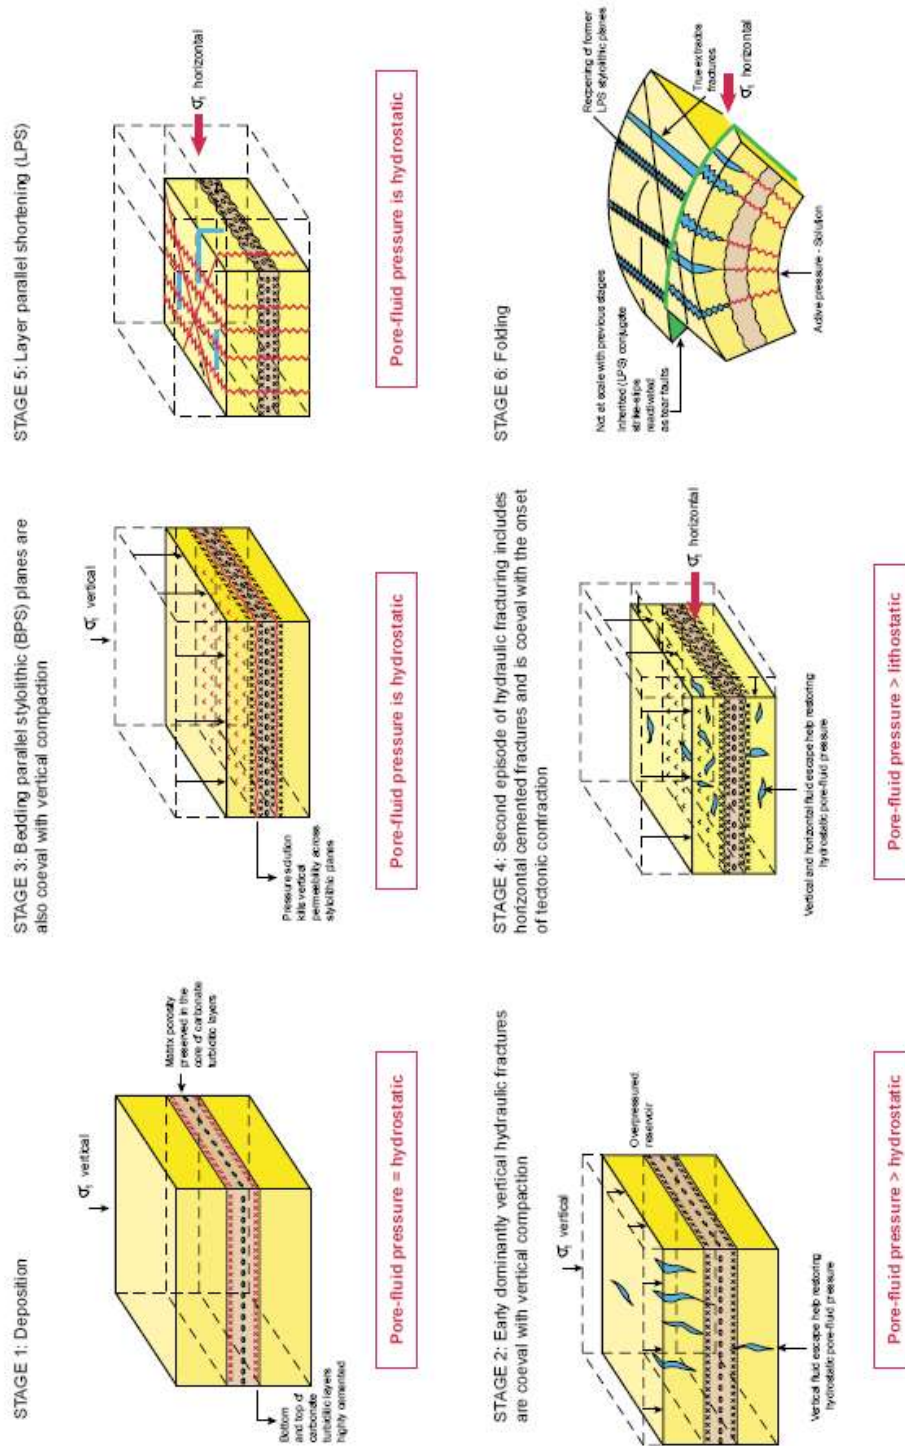 STAGE 1: Deposition
σ₁ vertical
Matrix porosity
preserved in the
core of carbonate
turbiditic layers
Bottom
and top of
carbonate
turbiditic layers
highly cemented
Pore-fluid pressure = hydrostatic
STAGE 2: Early dominantly vertical hydraulic fractures
are coeval with vertical compaction
σ₁ vertical
Overpressured
reservoir
Vertical fluid escape help restoring
hydrostatic pore-fluid pressure
Pore-fluid pressure > hydrostatic
STAGE 3: Bedding parallel stylolithic (BPS) planes are
also coeval with vertical compaction
σ₁ vertical
Pressure solution
kills vertical
permeability across
stylolithic planes
Pore-fluid pressure is hydrostatic
STAGE 4: Second episode of hydraulic fracturing includes
horizontal cemented fractures and is coeval with the onset
of tectonic contraction
σ₁ horizontal
Vertical and horizontal fluid escape help restoring
hydrostatic pore-fluid pressure
Pore-fluid pressure > lithostatic
STAGE 5: Layer parallel shortening (LPS)
σ₁ horizontal
Pore-fluid pressure is hydrostatic
STAGE 6: Folding
Reopening of former
LPS stylolithic planes
True extrados
fractures
σ₁ horizontal
Not at scale with previous stages
Inherited (LPS) conjugate
strike-slips
reactivated
as tear faults
Active pressure - Solution